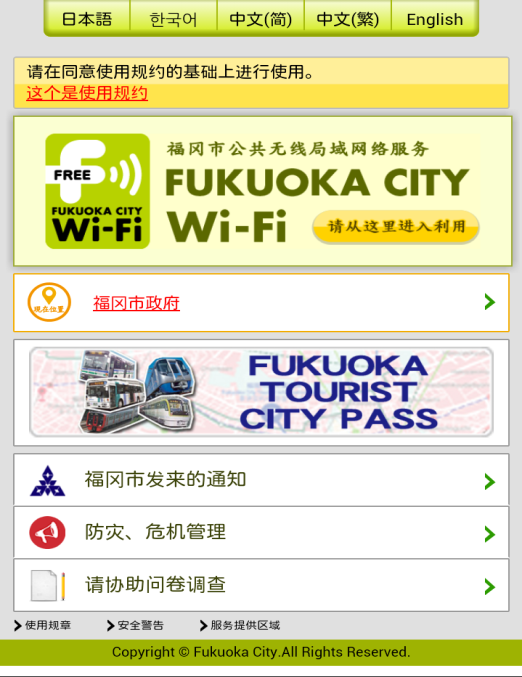 日本語 한국어 中文(简) 中文(繁) English
请在同意使用规约的基础上进行使用。
这个是使用规约
FREE
FUKUOKA CITY
Wi-Fi
福冈市公共无线局域网络服务
FUKUOKA CITY
Wi-Fi
请从这里进入利用
现在位置
福冈市政府
FUKUOKA
TOURIST
CITY PASS
福冈市发来的通知
防灾、危机管理
请协助问卷调查
使用规章 安全警告 服务提供区域
Copyright © Fukuoka City.All Rights Reserved.